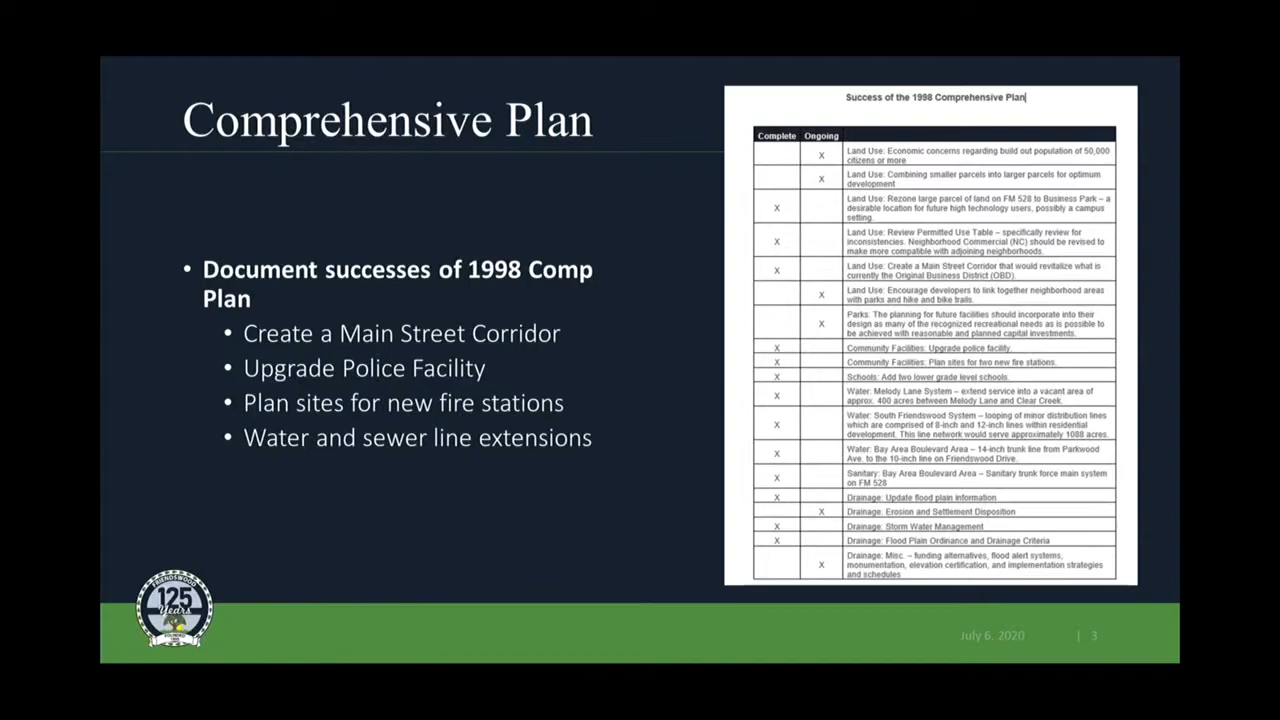 Comprehensive Plan
• Document successes of 1998 Comp
Plan
• Create a Main Street Corridor
• Upgrade Police Facility
• Plan sites for new fire stations
• Water and sewer line extensions
Success of the 1998 Comprehensive Plan
Complete Ongoing
X Land Use: Economic concerns regarding build out population of 50,000
citizens or more
X Land Use: Combining smaller parcels into larger parcels for optimum
development
X Land Use: Rezone large parcel of land on FM 528 to Business Park – a
desirable location for future high technology users, possibly a campus
setting.
X Land Use: Review Permitted Use Table – specifically review for
inconsistencies. Neighborhood Commercial (NC) should be revised to
make more compatible with adjoining neighborhoods.
X Land Use: Create a Main Street Corridor that would revitalize what is
currently the Original Business District (OBD).
X Land Use: Encourage developers to link together neighborhood areas
with parks and hike and bike trails.
X Parks: The planning for future facilities should incorporate into their
design as many of the recognized recreational needs as is possible to
be achieved with reasonable and planned capital investments.
X Community Facilities: Upgrade police facility.
X Community Facilities: Plan sites for two new fire stations.
X Schools: Add two lower grade level schools.
X Water: Melody Lane System – extend service into a vacant area of
approx. 400 acres between Melody Lane and Clear Creek.
X Water: South Friendswood System – looping of minor distribution lines
which are comprised of 8-inch and 12-inch lines within residential
development. This line network would serve approximately 1088 acres.
X Water: Bay Area Boulevard Area – 14-inch trunk line from Parkwood
Ave. to the 10-inch line on Friendswood Drive.
X Sanitary: Bay Area Boulevard Area – Sanitary trunk force main system
on FM 528
X Drainage: Update flood plain information
X Drainage: Erosion and Settlement Disposition
X Drainage: Storm Water Management
X Drainage: Flood Plain Ordinance and Drainage Criteria
X Drainage: Misc. – funding alternatives, flood alert systems,
monumentation, elevation certification, and implementation strategies
and schedules
FRIENDSWOOD
125
Years
FOUNDED
July 6, 2020 | 3